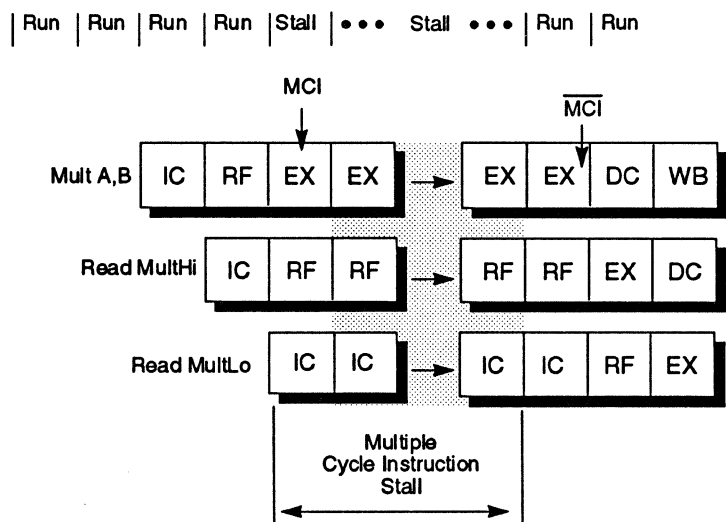 Run Run Run Run Stall ••• Stall ••• Run Run
MCI
M̅C̅I̅
Mult A,B IC RF EX EX EX EX DC WB
Read MultHi IC RF RF RF RF EX DC
Read MultLo IC IC IC IC RF EX
Multiple
Cycle Instruction
Stall